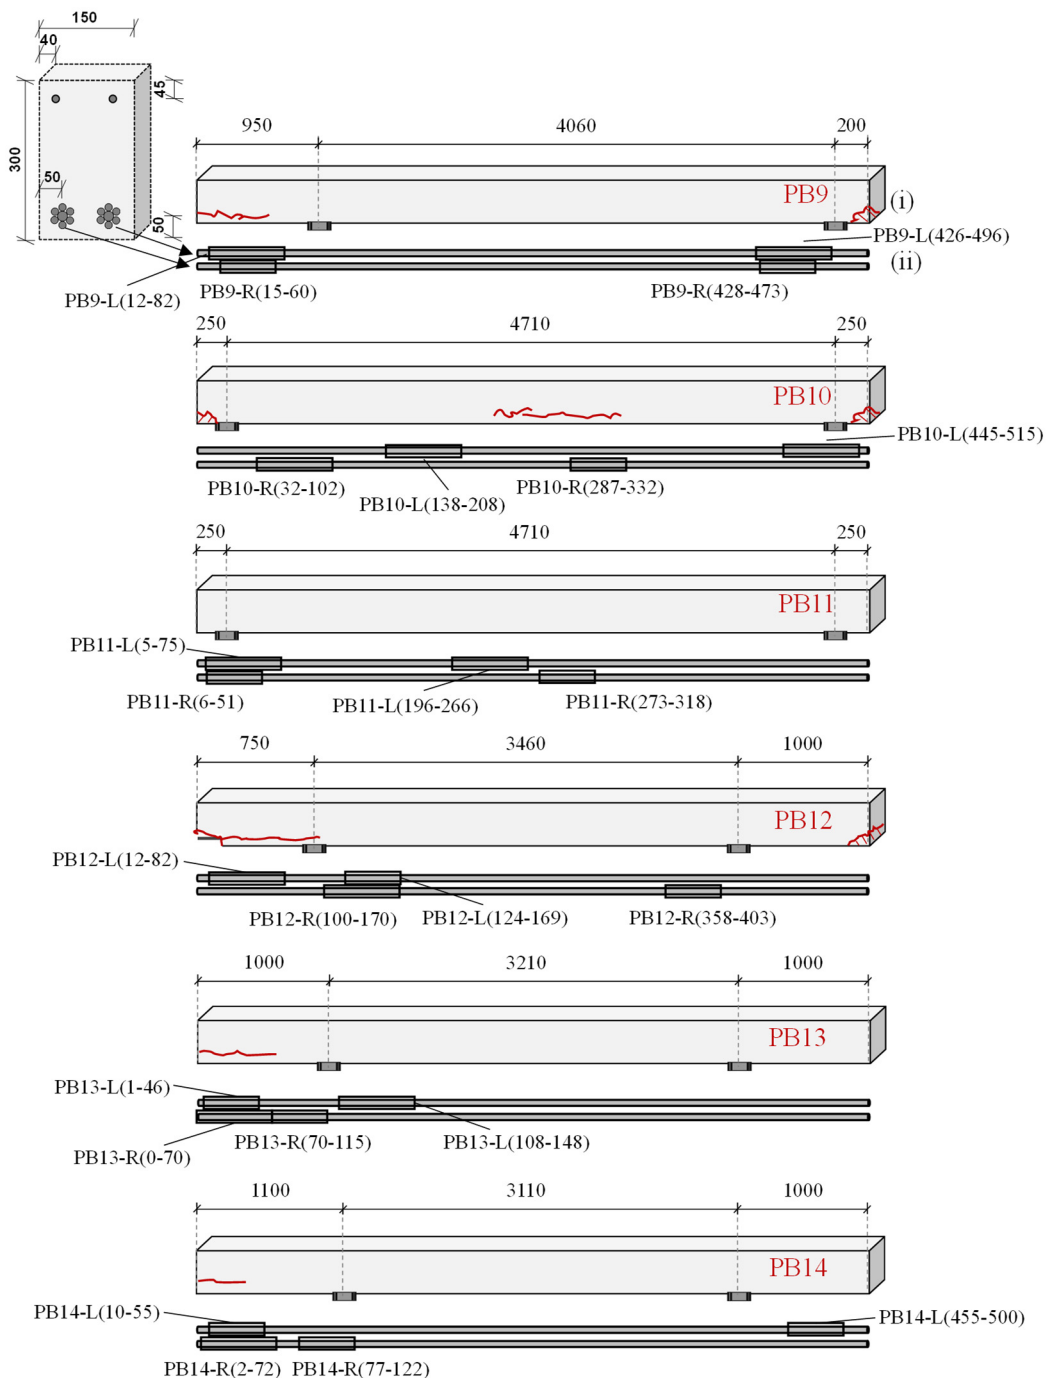 150
40
45
300
50
50
950 4060 200
PB9
(i)
PB9-L(426-496)
(ii)
PB9-L(12-82)
PB9-R(15-60)
PB9-R(428-473)
250 4710 250
PB10
PB10-L(445-515)
PB10-R(32-102)
PB10-R(287-332)
PB10-L(138-208)
250 4710 250
PB11
PB11-L(5-75)
PB11-R(6-51)
PB11-L(196-266)
PB11-R(273-318)
750 3460 1000
PB12
PB12-L(12-82)
PB12-R(100-170)
PB12-L(124-169)
PB12-R(358-403)
1000 3210 1000
PB13
PB13-L(1-46)
PB13-R(70-115)
PB13-L(108-148)
PB13-R(0-70)
1100 3110 1000
PB14
PB14-L(10-55)
PB14-L(455-500)
PB14-R(2-72)
PB14-R(77-122)